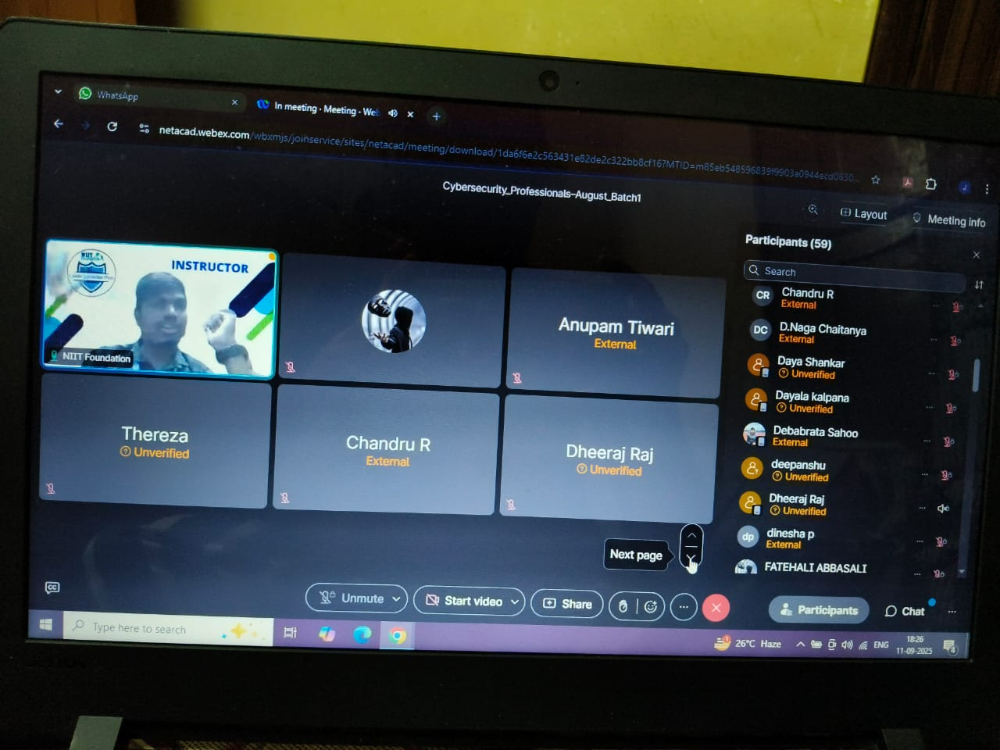 WhatsApp
In meeting · Meeting · Web
netacad.webex.com/wbxmjs/joinservice/sites/netacad/meeting/download/1da6f6e2c563431e82de2c322bb8cf16?MTID=m85eb548596839f9903a0944ecd0630...
J
Cybersecurity_Professionals–August_Batch1
Layout
Meeting info
INSTRUCTOR
NIIT Foundation
Anupam Tiwari
External
Thereza
Unverified
Chandru R
External
Dheeraj Raj
Unverified
Participants (59)
Search
CR
Chandru R
External
DC
D.Naga Chaitanya
External
Daya Shankar
Unverified
Dayala kalpana
Unverified
Debabrata Sahoo
External
deepanshu
Unverified
Dheeraj Raj
Unverified
dp
dinesha p
External
FATEHALI ABBASALI
Next page
CC
Unmute
Start video
Share
Participants
Chat
Type here to search
1
26°C Haze
ENG
18:26
11-09-2025
4